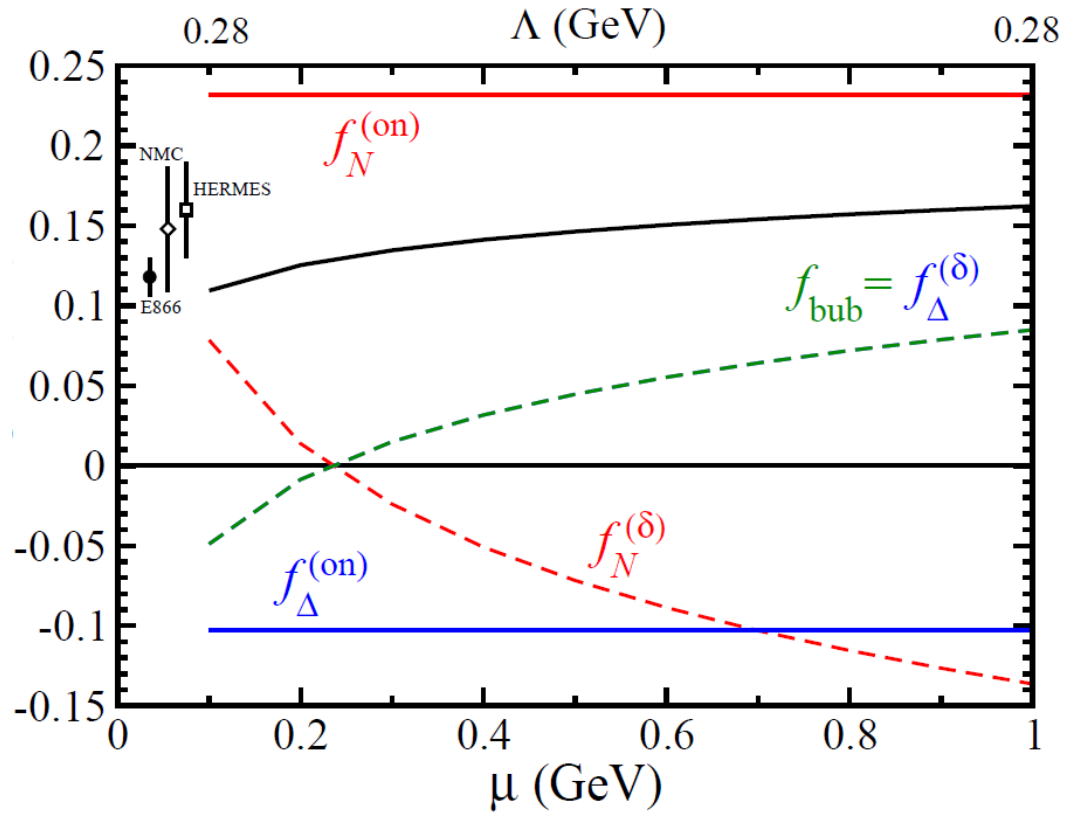 0.28 Λ (GeV) 0.28
0.25
f_N^(on)
0.2
NMC
HERMES
0.15
f_bub = f_Δ^(δ)
0.1
E866
0.05
0
-0.05
f_Δ^(on)
f_N^(δ)
-0.1
-0.15
0 0.2 0.4 0.6 0.8 1
μ (GeV)